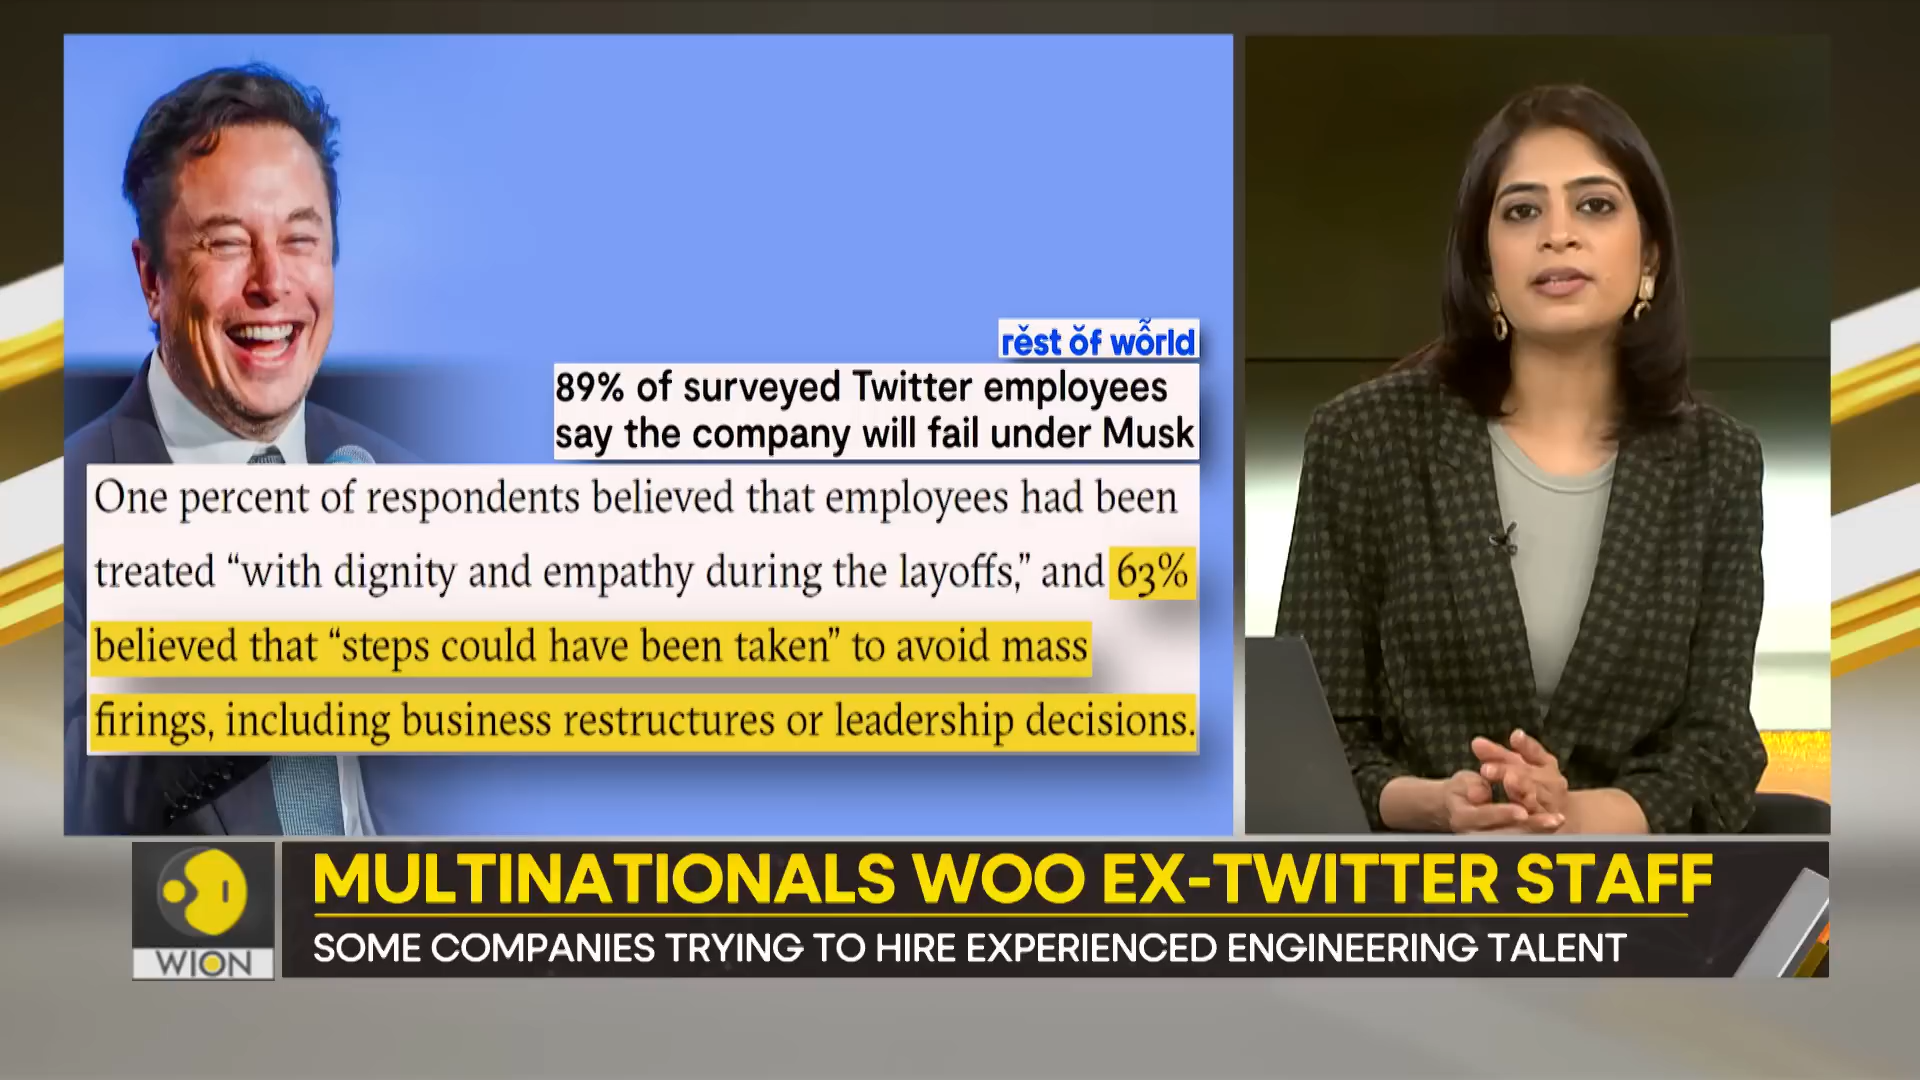 rěst ǒf wo᷈rld
89% of surveyed Twitter employees
say the company will fail under Musk
One percent of respondents believed that employees had been
treated “with dignity and empathy during the layoffs,” and 63%
believed that “steps could have been taken” to avoid mass
firings, including business restructures or leadership decisions.
MULTINATIONALS WOO EX-TWITTER STAFF
SOME COMPANIES TRYING TO HIRE EXPERIENCED ENGINEERING TALENT
WION